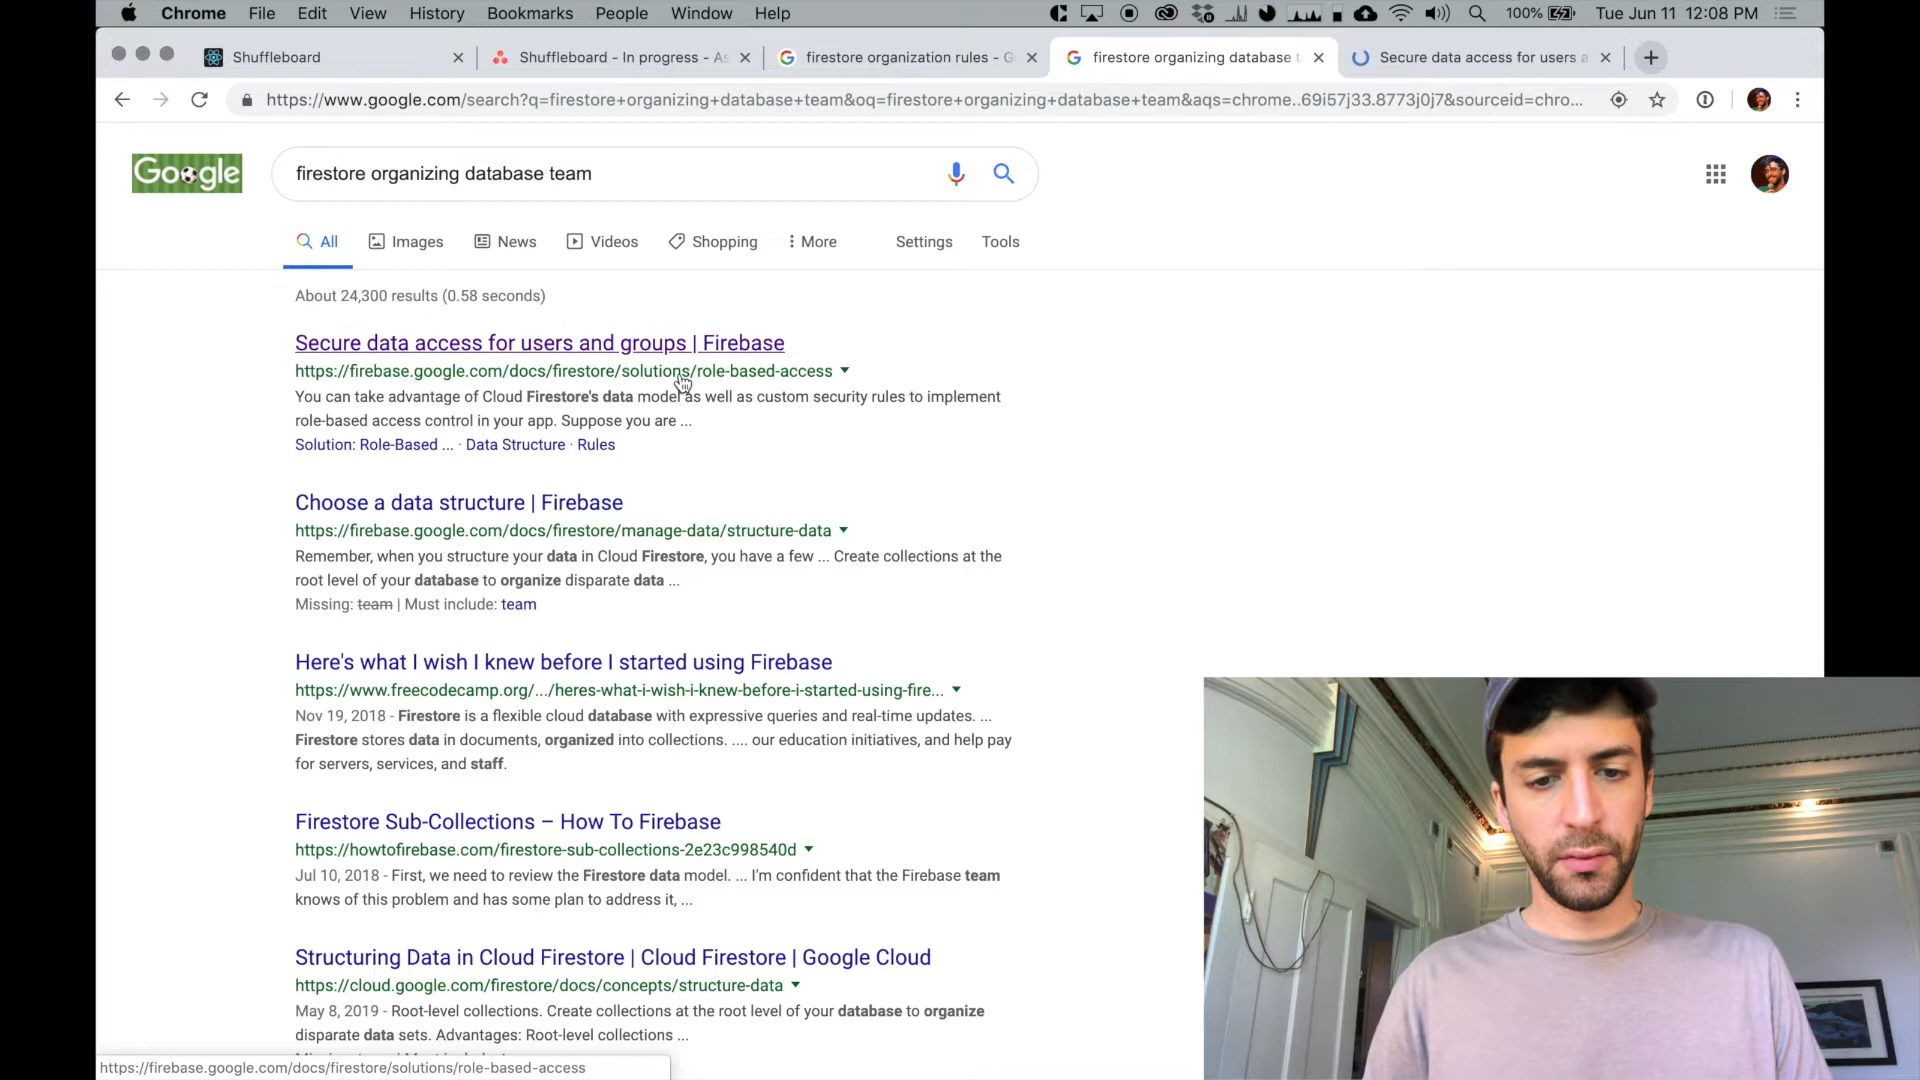 Chrome File Edit View History Bookmarks People Window Help 100% Tue Jun 11 12:08 PM
Shuffleboard Shuffleboard - In progress - As firestore organization rules - G firestore organizing database t Secure data access for users a
https://www.google.com/search?q=firestore+organizing+database+team&oq=firestore+organizing+database+team&aqs=chrome..69i57j33.8773j0j7&sourceid=chro...
Google firestore organizing database team
All Images News Videos Shopping More Settings Tools
About 24,300 results (0.58 seconds)
Secure data access for users and groups | Firebase
https://firebase.google.com/docs/firestore/solutions/role-based-access
You can take advantage of Cloud Firestore's data model as well as custom security rules to implement
role-based access control in your app. Suppose you are ...
Solution: Role-Based ... · Data Structure · Rules
Choose a data structure | Firebase
https://firebase.google.com/docs/firestore/manage-data/structure-data
Remember, when you structure your data in Cloud Firestore, you have a few ... Create collections at the
root level of your database to organize disparate data ...
Missing: team | Must include: team
Here's what I wish I knew before I started using Firebase
https://www.freecodecamp.org/.../heres-what-i-wish-i-knew-before-i-started-using-fire...
Nov 19, 2018 - Firestore is a flexible cloud database with expressive queries and real-time updates. ...
Firestore stores data in documents, organized into collections. .... our education initiatives, and help pay
for servers, services, and staff.
Firestore Sub-Collections – How To Firebase
https://howtofirebase.com/firestore-sub-collections-2e23c998540d
Jul 10, 2018 - First, we need to review the Firestore data model. ... I'm confident that the Firebase team
knows of this problem and has some plan to address it, ...
Structuring Data in Cloud Firestore | Cloud Firestore | Google Cloud
https://cloud.google.com/firestore/docs/concepts/structure-data
May 8, 2019 - Root-level collections. Create collections at the root level of your database to organize
disparate data sets. Advantages: Root-level collections ...
https://firebase.google.com/docs/firestore/solutions/role-based-access